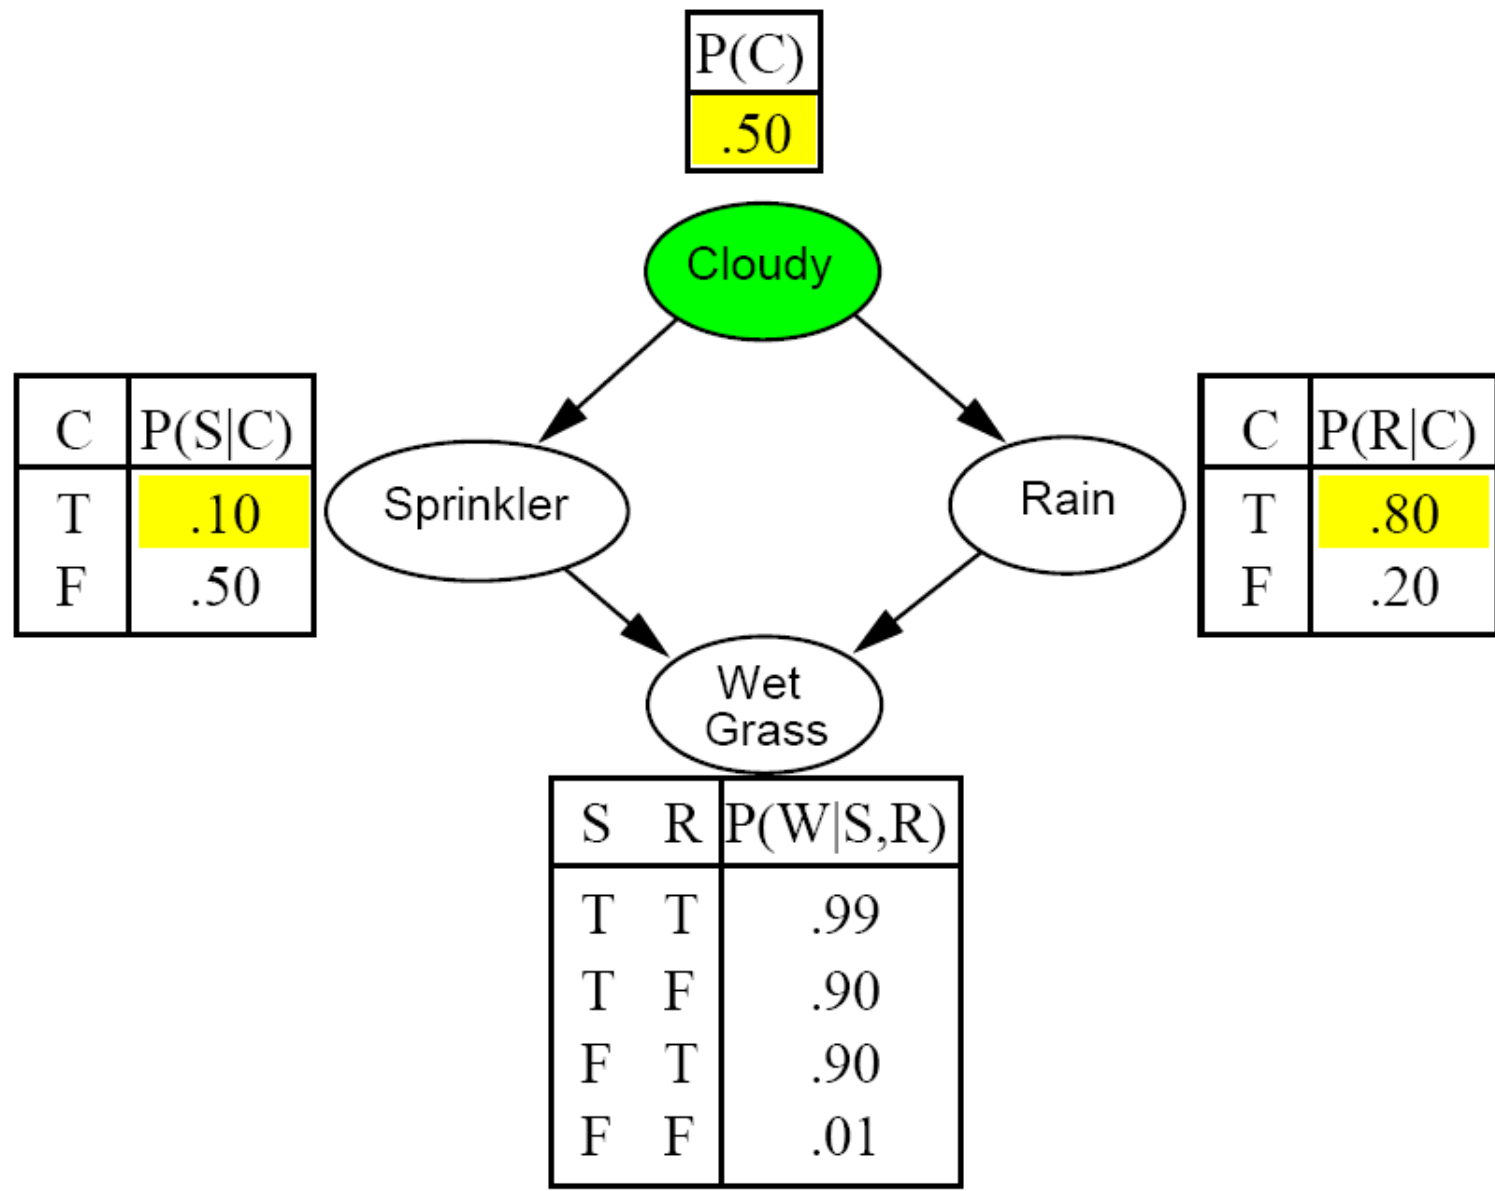 P(C)
.50
Cloudy
C P(S|C)
T .10
F .50
Sprinkler
Rain
C P(R|C)
T .80
F .20
Wet
Grass
S R P(W|S,R)
T T .99
T F .90
F T .90
F F .01